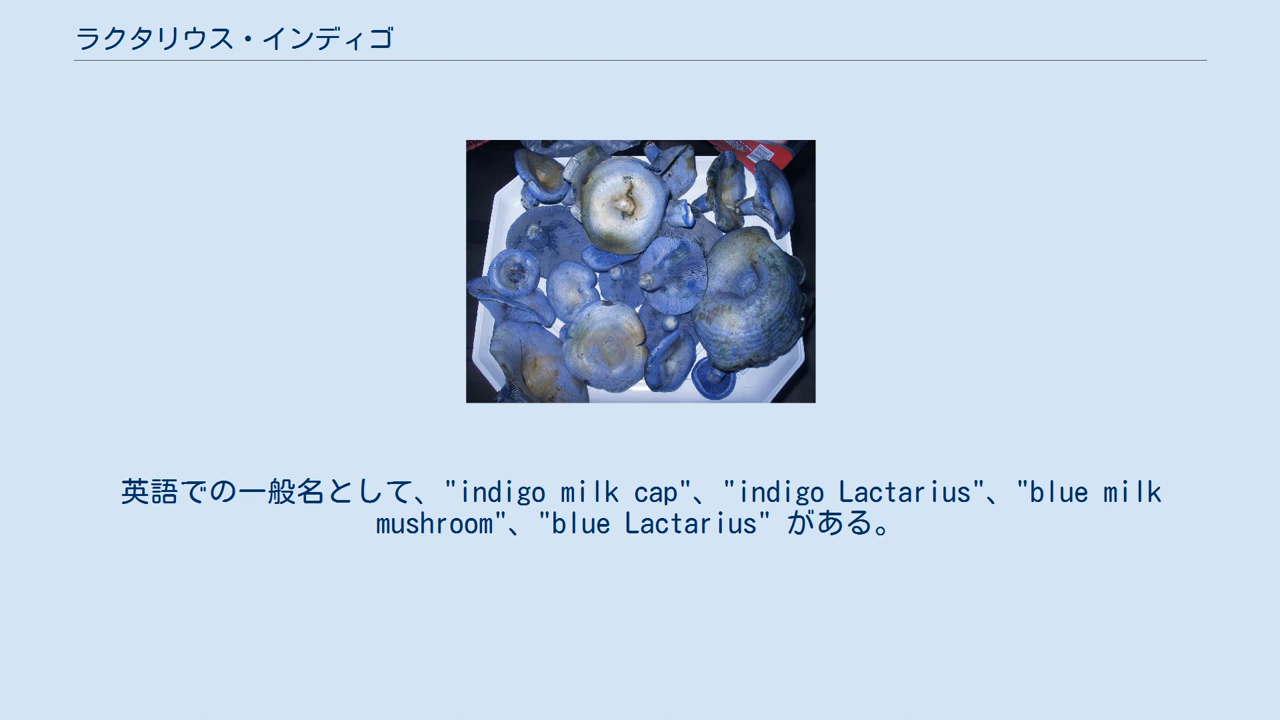 ラクタリウス・インディゴ
英語での一般名として、"indigo milk cap"、"indigo Lactarius"、"blue milk
mushroom"、"blue Lactarius" がある。